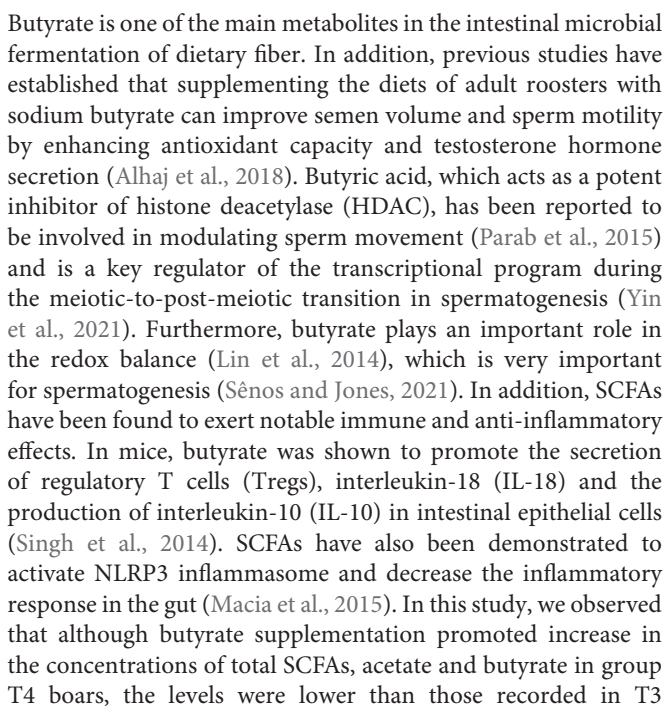 Butyrate is one of the main metabolites in the intestinal microbial
fermentation of dietary fiber. In addition, previous studies have
established that supplementing the diets of adult roosters with
sodium butyrate can improve semen volume and sperm motility
by enhancing antioxidant capacity and testosterone hormone
secretion (Alhaj et al., 2018). Butyric acid, which acts as a potent
inhibitor of histone deacetylase (HDAC), has been reported to
be involved in modulating sperm movement (Parab et al., 2015)
and is a key regulator of the transcriptional program during
the meiotic-to-post-meiotic transition in spermatogenesis (Yin
et al., 2021). Furthermore, butyrate plays an important role in
the redox balance (Lin et al., 2014), which is very important
for spermatogenesis (Sênos and Jones, 2021). In addition, SCFAs
have been found to exert notable immune and anti-inflammatory
effects. In mice, butyrate was shown to promote the secretion
of regulatory T cells (Tregs), interleukin-18 (IL-18) and the
production of interleukin-10 (IL-10) in intestinal epithelial cells
(Singh et al., 2014). SCFAs have also been demonstrated to
activate NLRP3 inflammasome and decrease the inflammatory
response in the gut (Macia et al., 2015). In this study, we observed
that although butyrate supplementation promoted increase in
the concentrations of total SCFAs, acetate and butyrate in group
T4 boars, the levels were lower than those recorded in T3